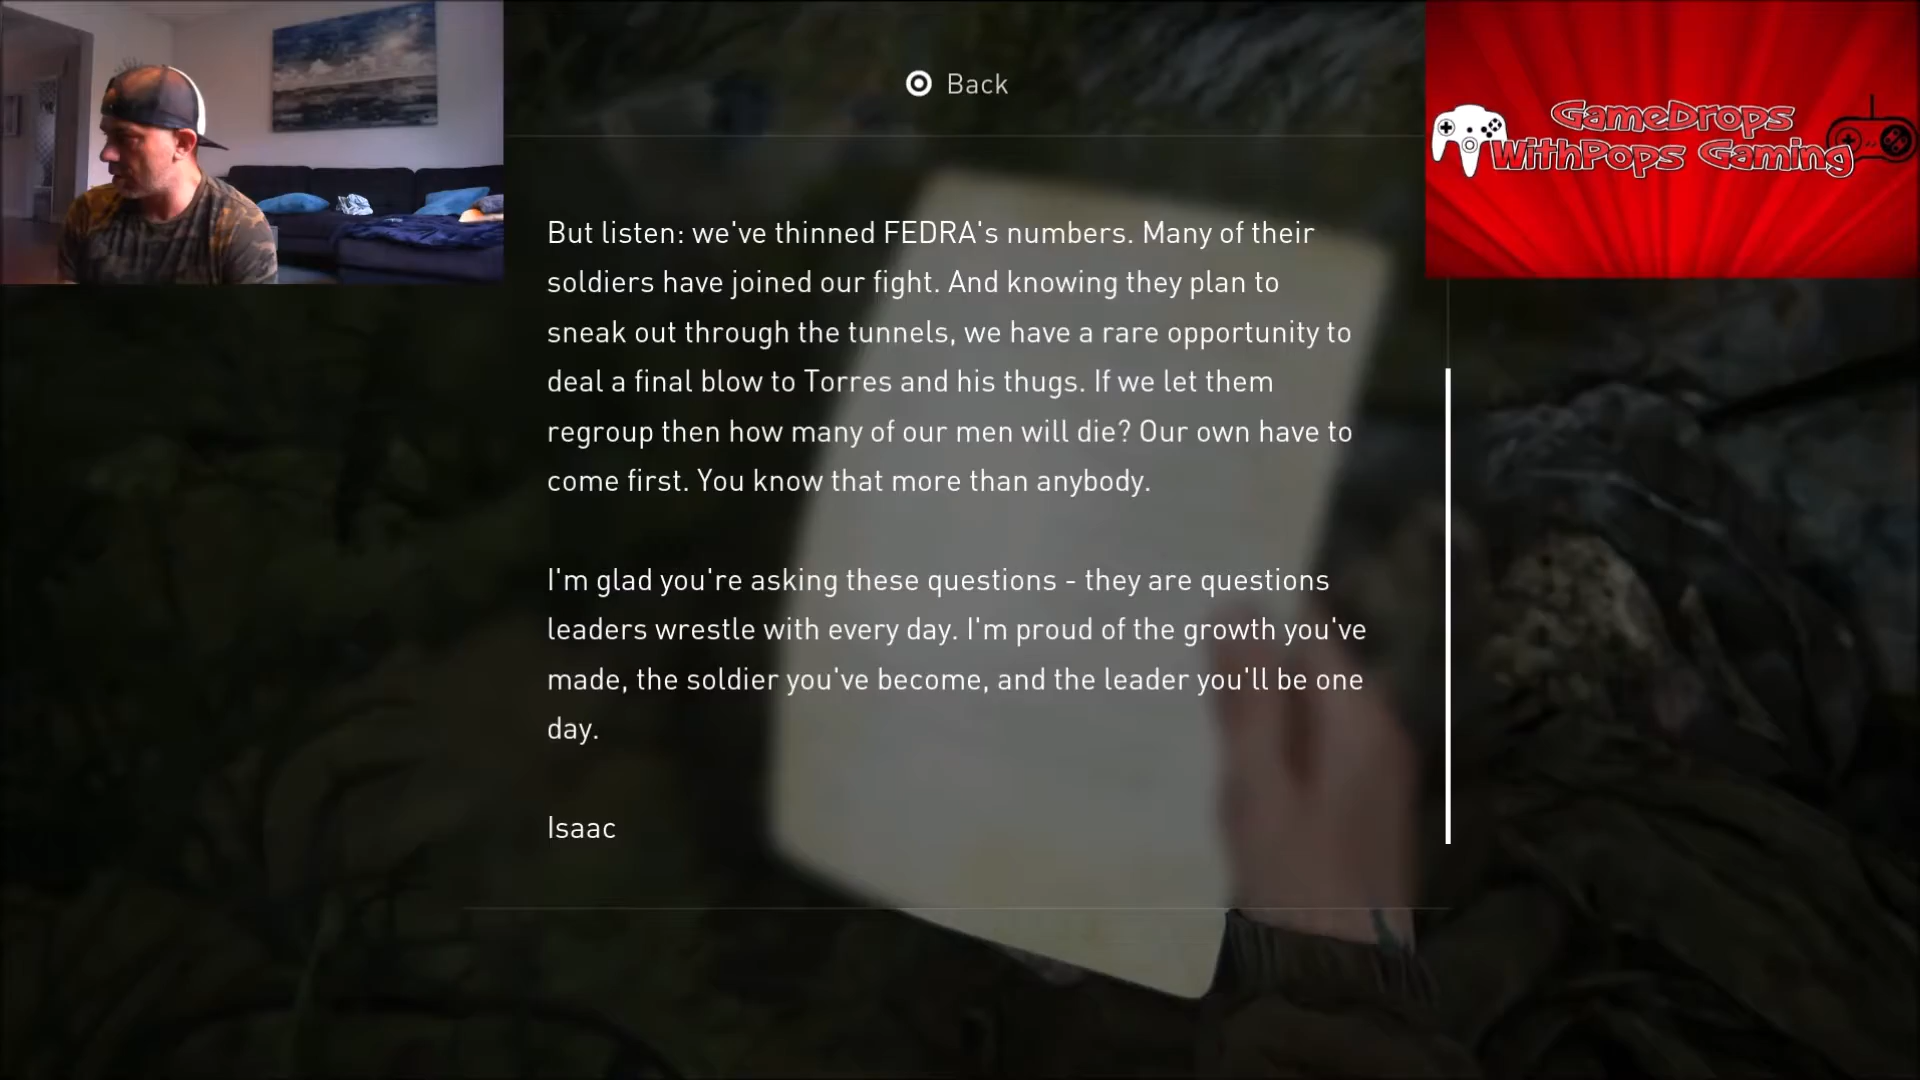 Back
GameDrops
WithPops Gaming
But listen: we've thinned FEDRA's numbers. Many of their
soldiers have joined our fight. And knowing they plan to
sneak out through the tunnels, we have a rare opportunity to
deal a final blow to Torres and his thugs. If we let them
regroup then how many of our men will die? Our own have to
come first. You know that more than anybody.
I'm glad you're asking these questions - they are questions
leaders wrestle with every day. I'm proud of the growth you've
made, the soldier you've become, and the leader you'll be one
day.
Isaac